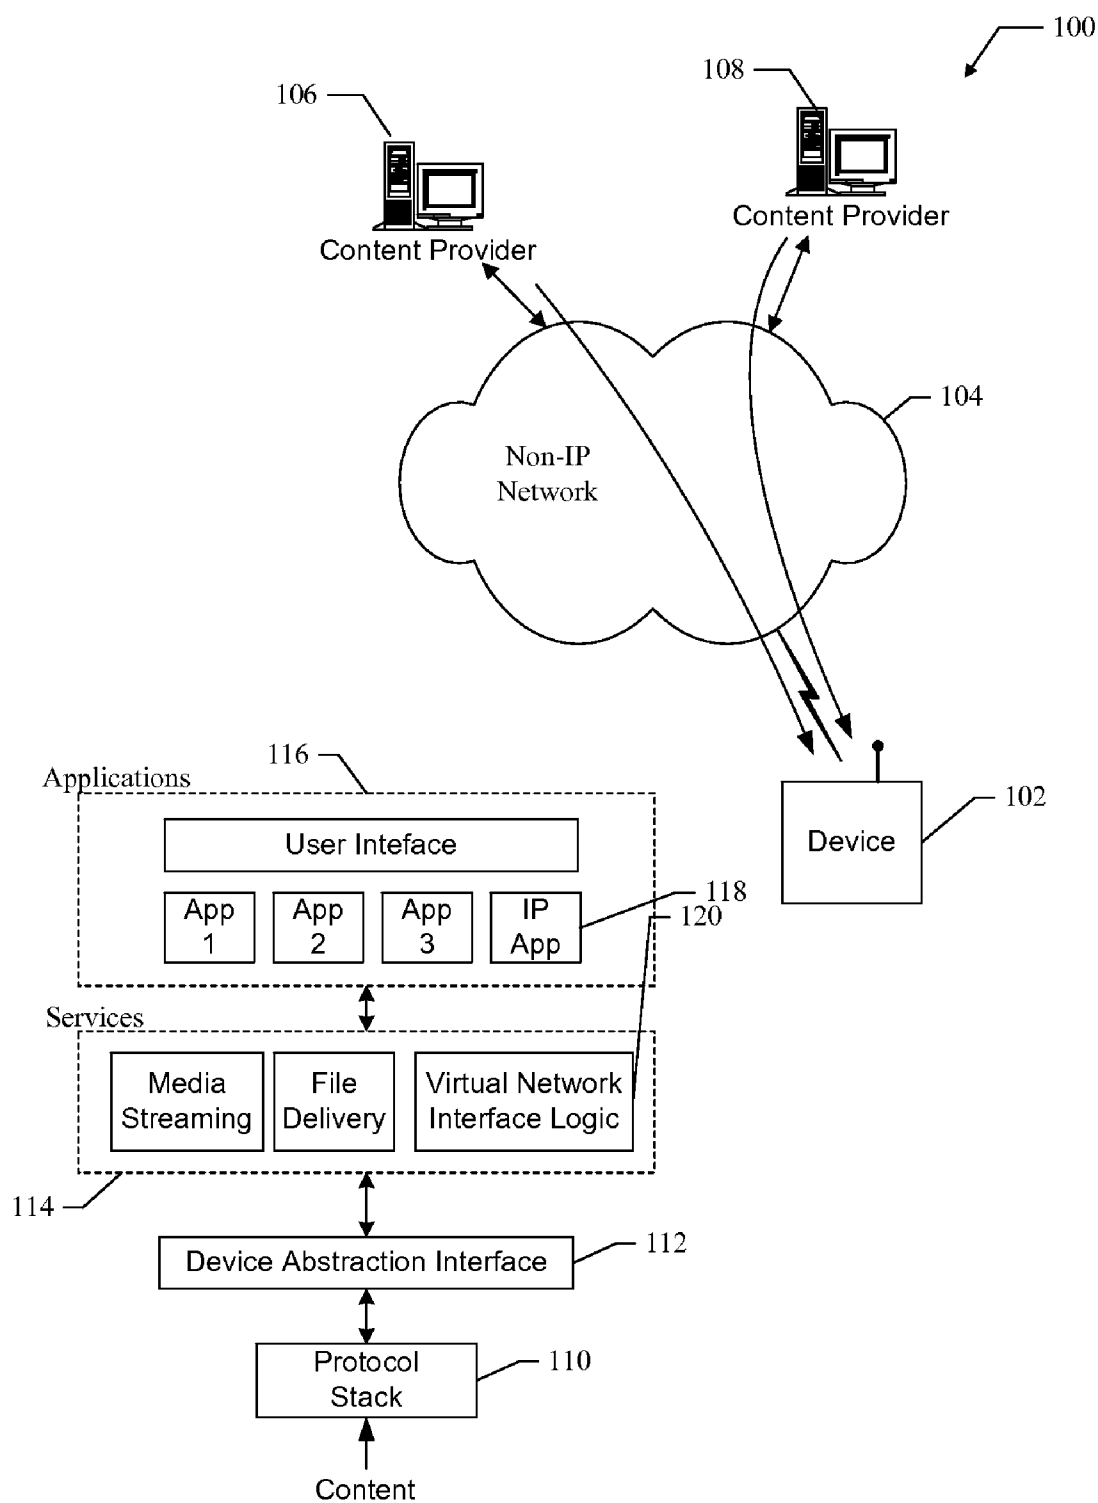 100
108
106
Content Provider
Content Provider
104
Non-IP
Network
116
Applications
102
User Inteface
Device
118
120
App
1
App
2
App
3
IP
App
Services
Media
Streaming
File
Delivery
Virtual Network
Interface Logic
114
112
Device Abstraction Interface
110
Protocol
Stack
Content